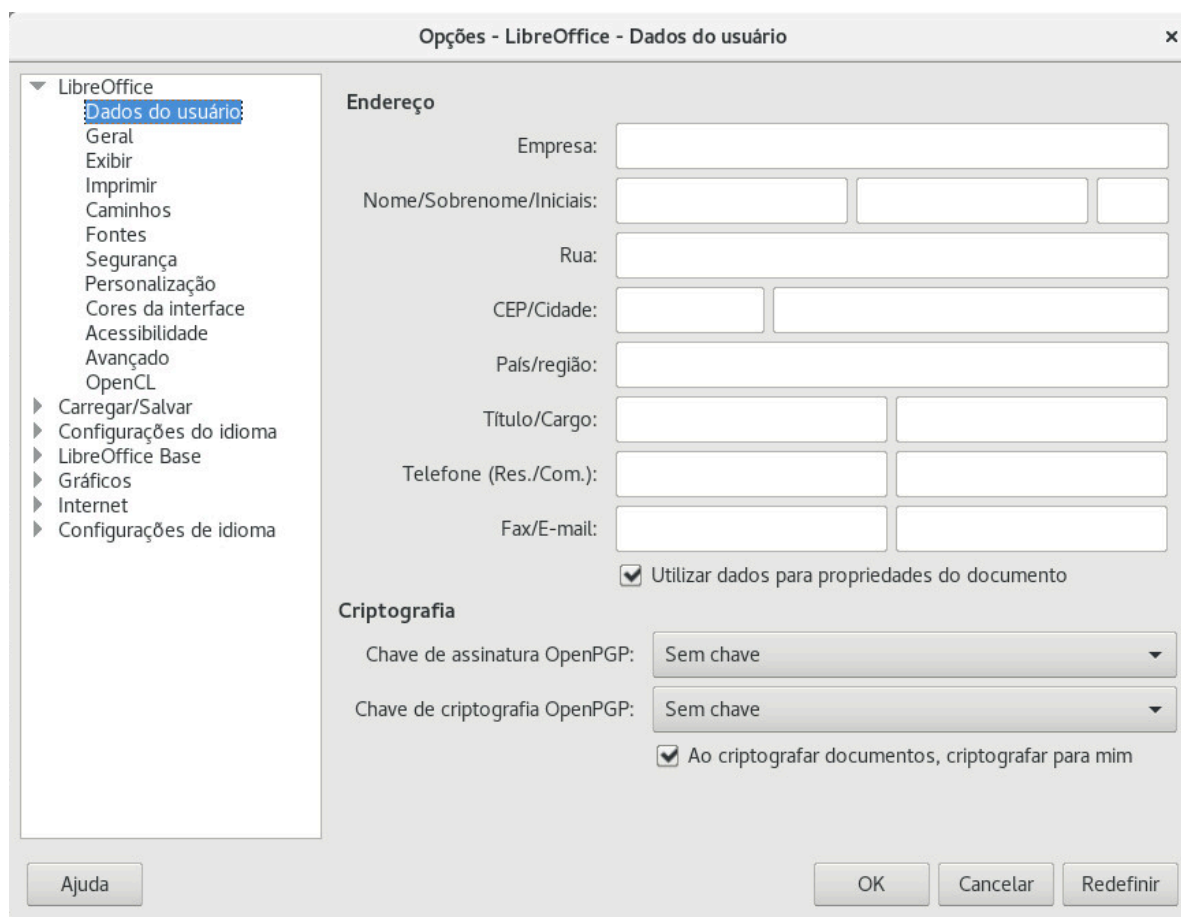 Opções - LibreOffice - Dados do usuário
LibreOffice
Dados do usuário
Geral
Exibir
Imprimir
Caminhos
Fontes
Segurança
Personalização
Cores da interface
Acessibilidade
Avançado
OpenCL
Carregar/Salvar
Configurações do idioma
LibreOffice Base
Gráficos
Internet
Configurações de idioma
Endereço
Empresa:
Nome/Sobrenome/Iniciais:
Rua:
CEP/Cidade:
País/região:
Título/Cargo:
Telefone (Res./Com.):
Fax/E-mail:
Utilizar dados para propriedades do documento
Criptografia
Chave de assinatura OpenPGP: Sem chave
Chave de criptografia OpenPGP: Sem chave
Ao criptografar documentos, criptografar para mim
Ajuda OK Cancelar Redefinir